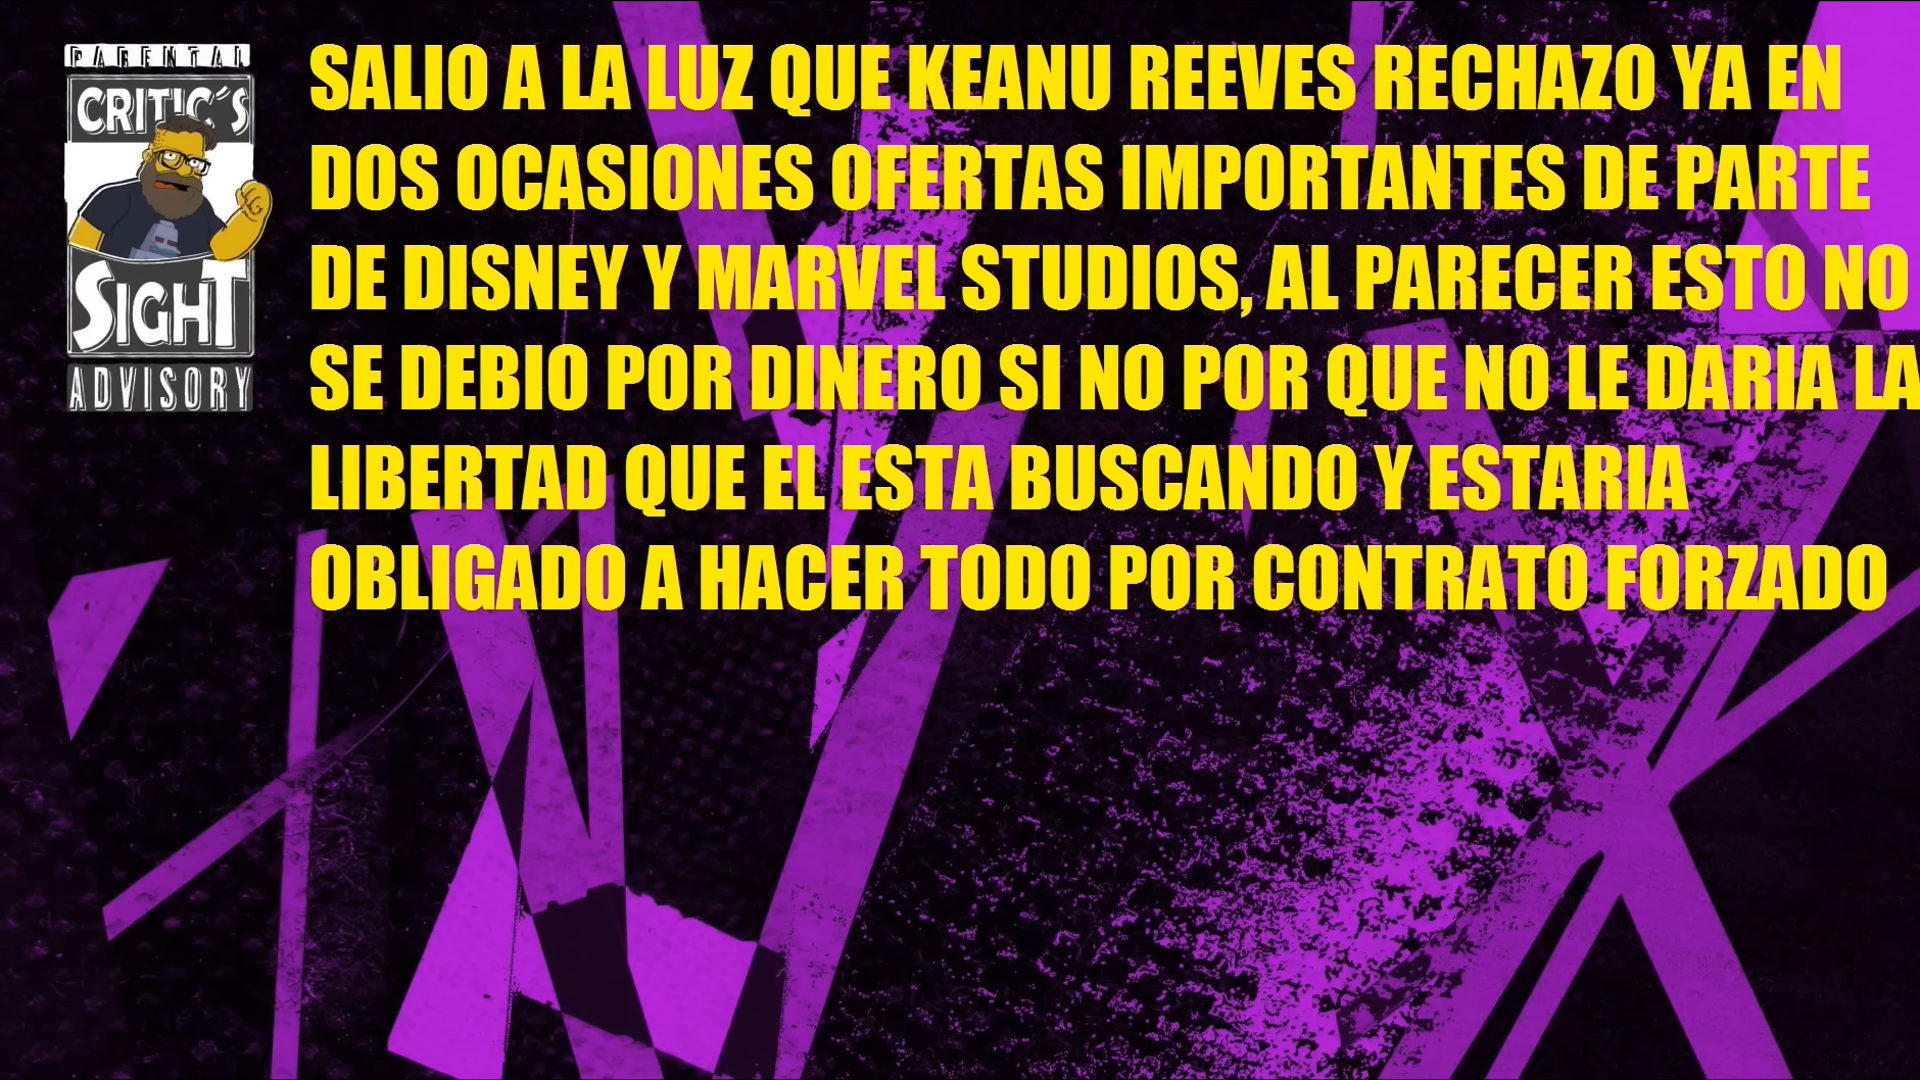 PARENTAL
CRITIC´S
SIGHT
ADVISORY
SALIO A LA LUZ QUE KEANU REEVES RECHAZO YA EN
DOS OCASIONES OFERTAS IMPORTANTES DE PARTE
DE DISNEY Y MARVEL STUDIOS, AL PARECER ESTO NO
SE DEBIO POR DINERO SI NO POR QUE NO LE DARIA LA
LIBERTAD QUE EL ESTA BUSCANDO Y ESTARIA
OBLIGADO A HACER TODO POR CONTRATO FORZADO